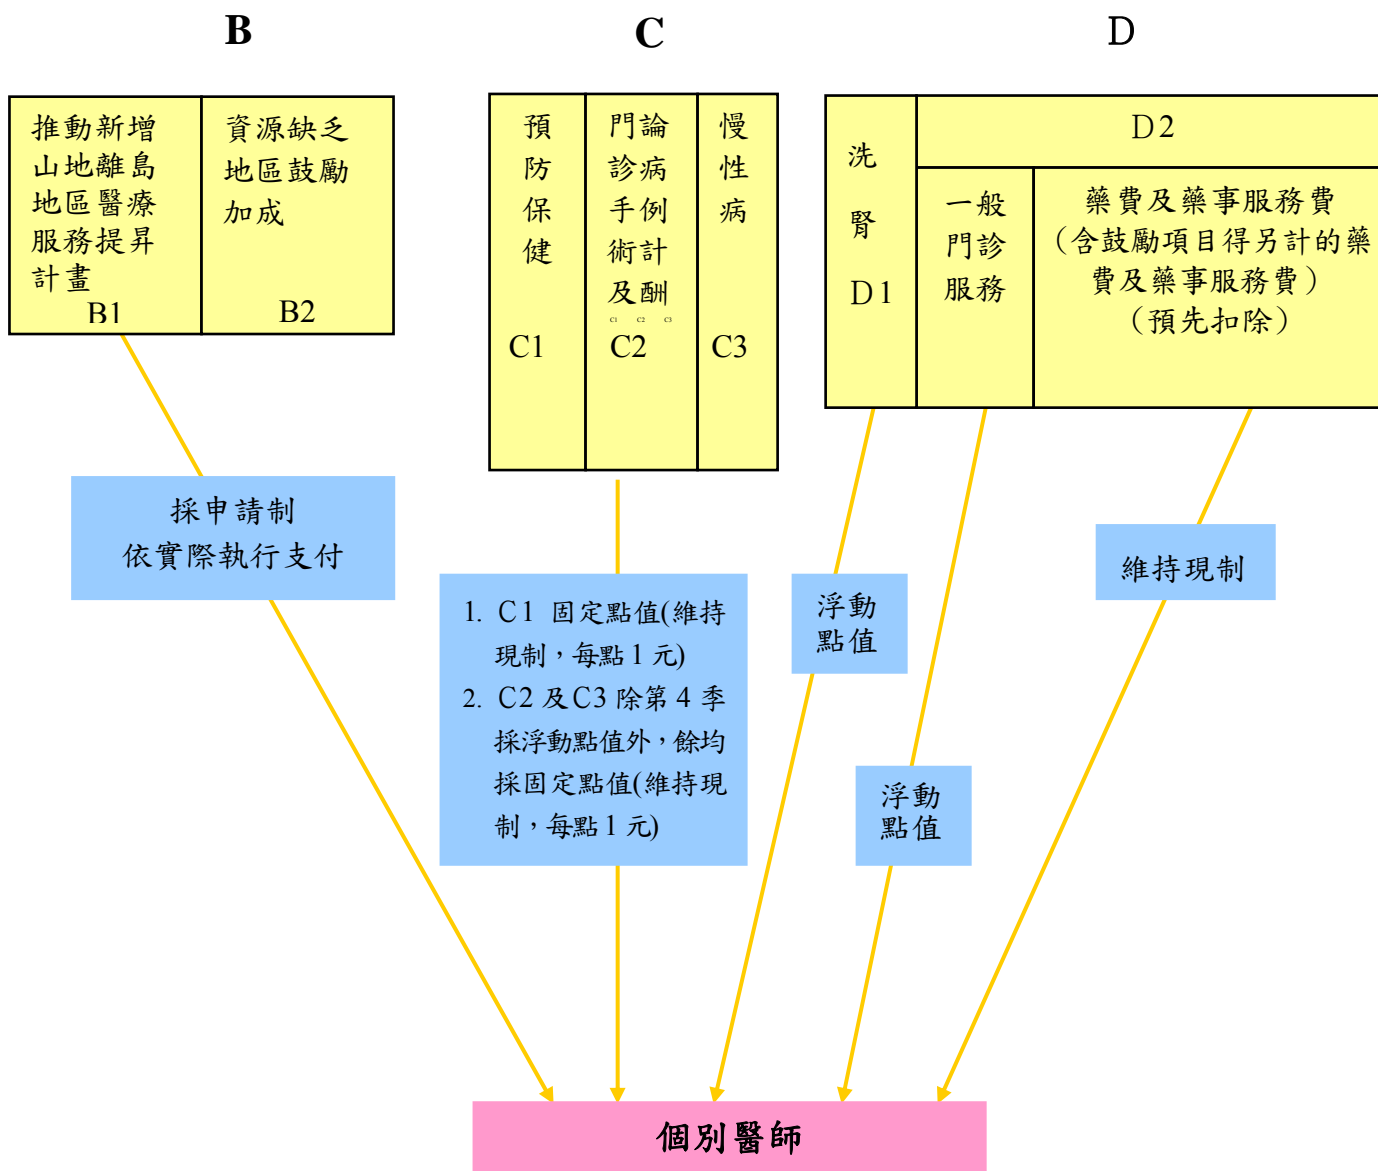 B
C
D
推動新增
山地離島
地區醫療
服務提昇
計畫
B1
資源缺乏
地區鼓勵
加成
B2
預防保健
C1
門診手術及
論病例計酬
C1 C2 C3
C2
慢性病
C3
洗腎
D1
D2
一般
門診
服務
藥費及藥事服務費
（含鼓勵項目得另計的藥
費及藥事服務費）
（預先扣除）
採申請制
依實際執行支付
1. C1 固定點值(維持
現制，每點1元)
2. C2及C3除第4季
採浮動點值外，餘均
採固定點值(維持現
制，每點1元)
浮動
點值
浮動
點值
維持現制
個別醫師